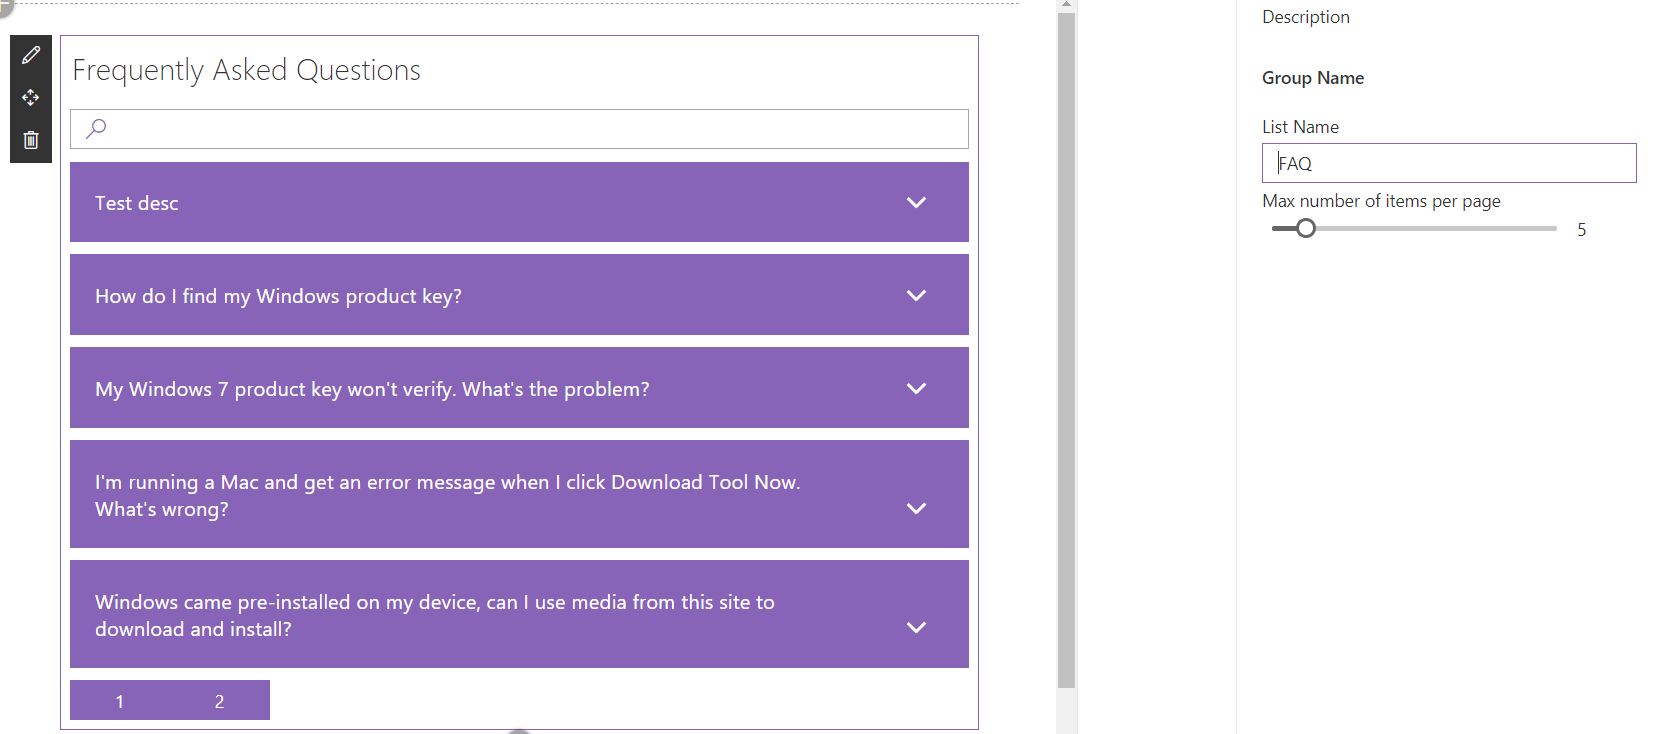 Frequently Asked Questions
Test desc
How do I find my Windows product key?
My Windows 7 product key won't verify. What's the problem?
I'm running a Mac and get an error message when I click Download Tool Now.
What's wrong?
Windows came pre-installed on my device, can I use media from this site to
download and install?
1 2
Description
Group Name
List Name
FAQ
Max number of items per page
5